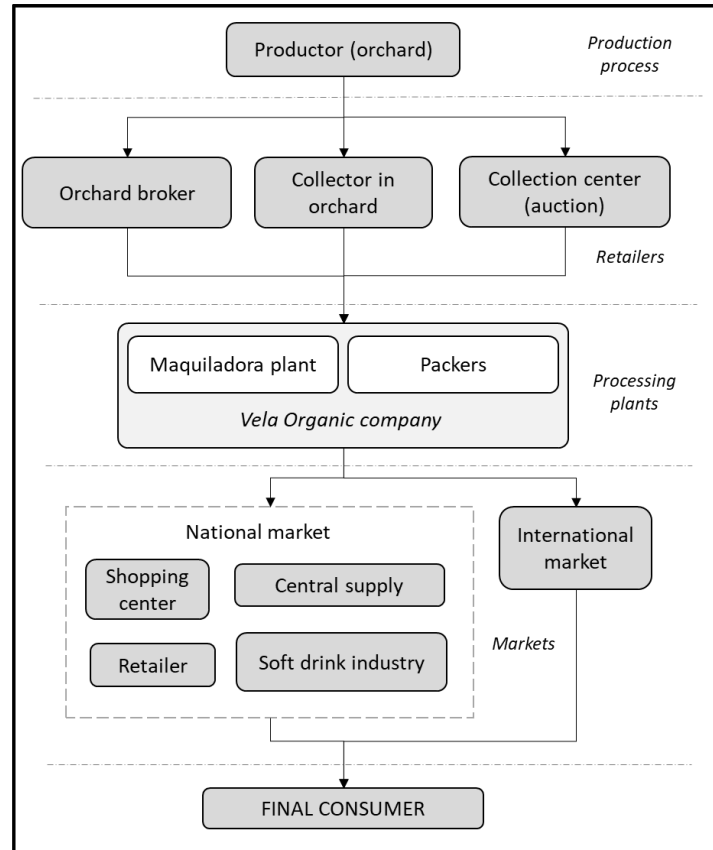 Productor (orchard)
Production
process
Orchard broker
Collector in
orchard
Collection center
(auction)
Retailers
Maquiladora plant
Packers
Vela Organic company
Processing
plants
National market
International
market
Shopping
center
Central supply
Retailer
Soft drink industry
Markets
FINAL CONSUMER